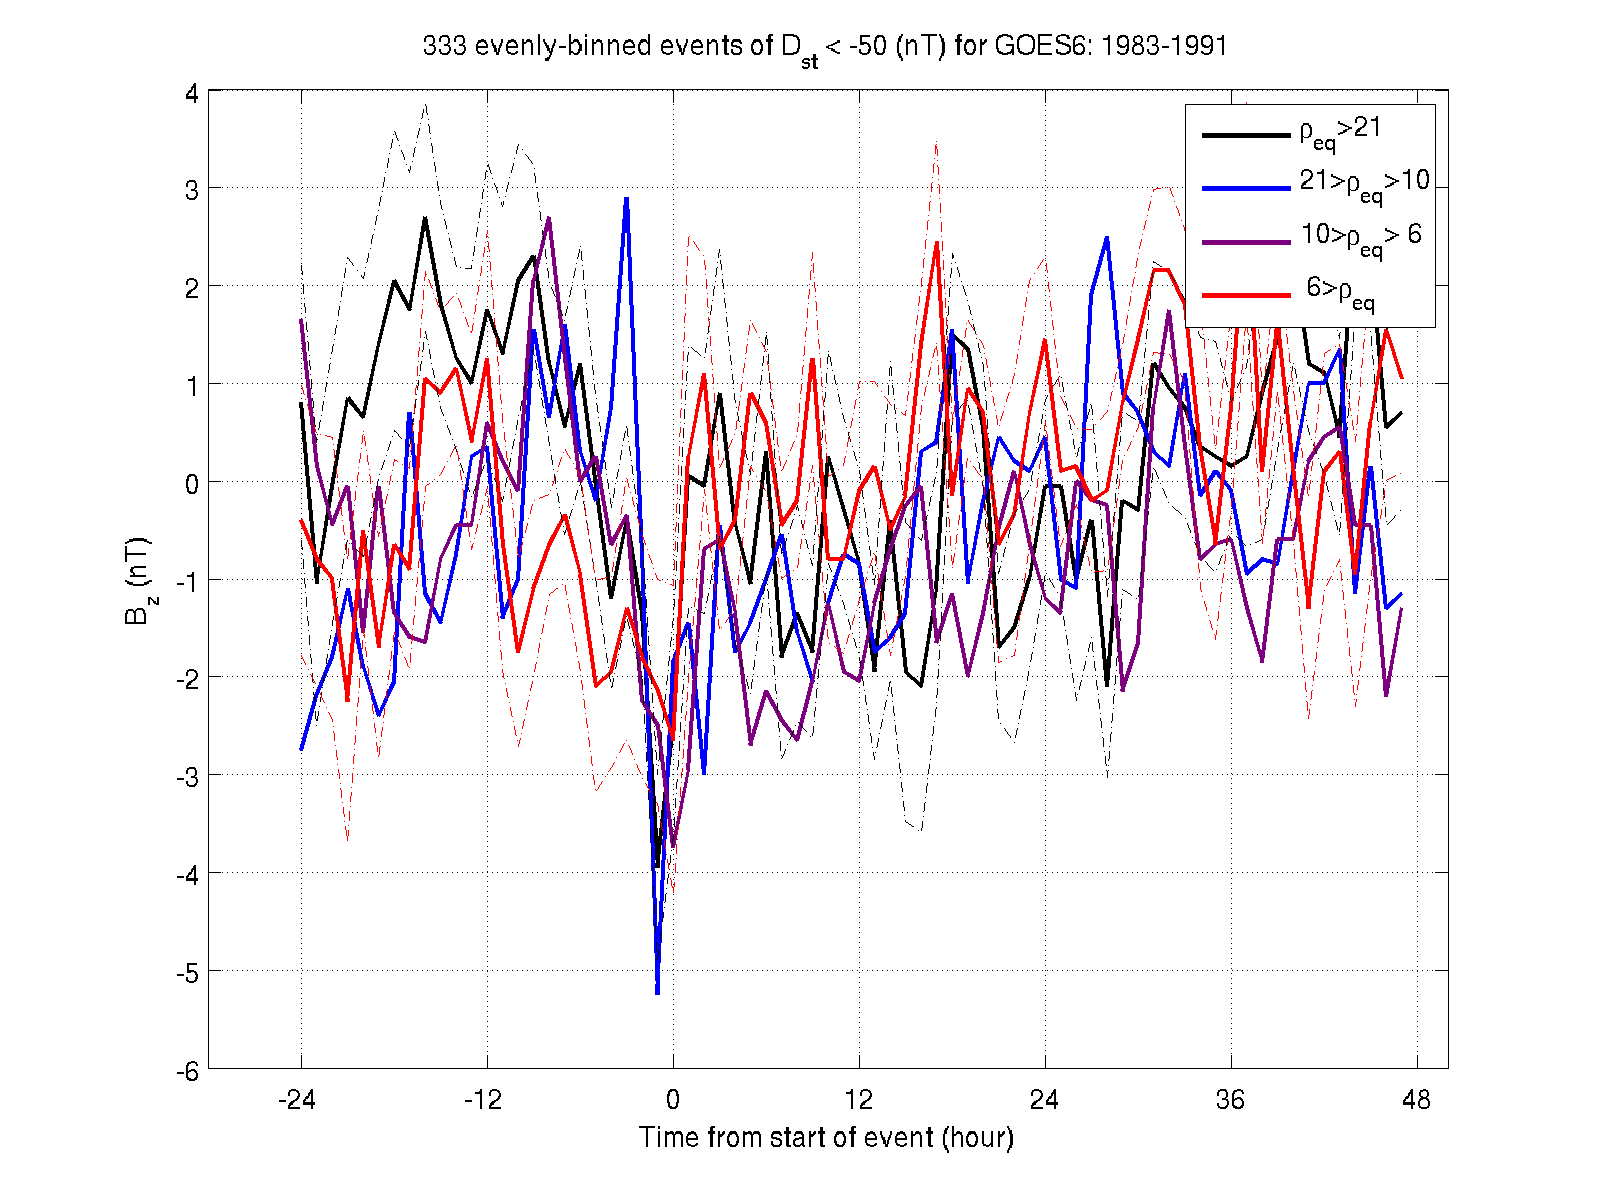 333 evenly-binned events of Dst < -50 (nT) for GOES6: 1983-1991
4
3
2
1
0
-1
-2
-3
-4
-5
-6
Bz (nT)
ρeq>21
21>ρeq>10
10>ρeq> 6
6>ρeq
-24 -12 0 12 24 36 48
Time from start of event (hour)